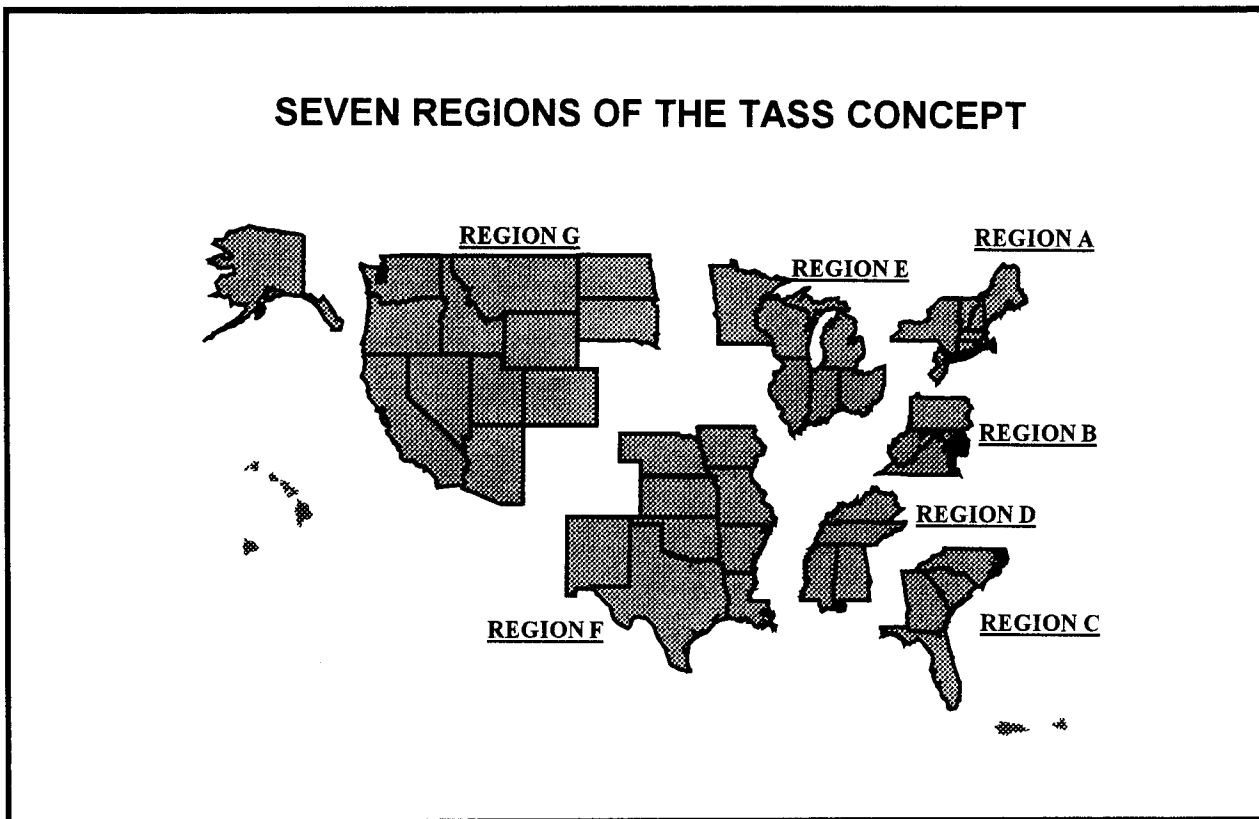 SEVEN REGIONS OF THE TASS CONCEPT
REGION G
REGION A
REGION E
REGION B
REGION D
REGION C
REGION F